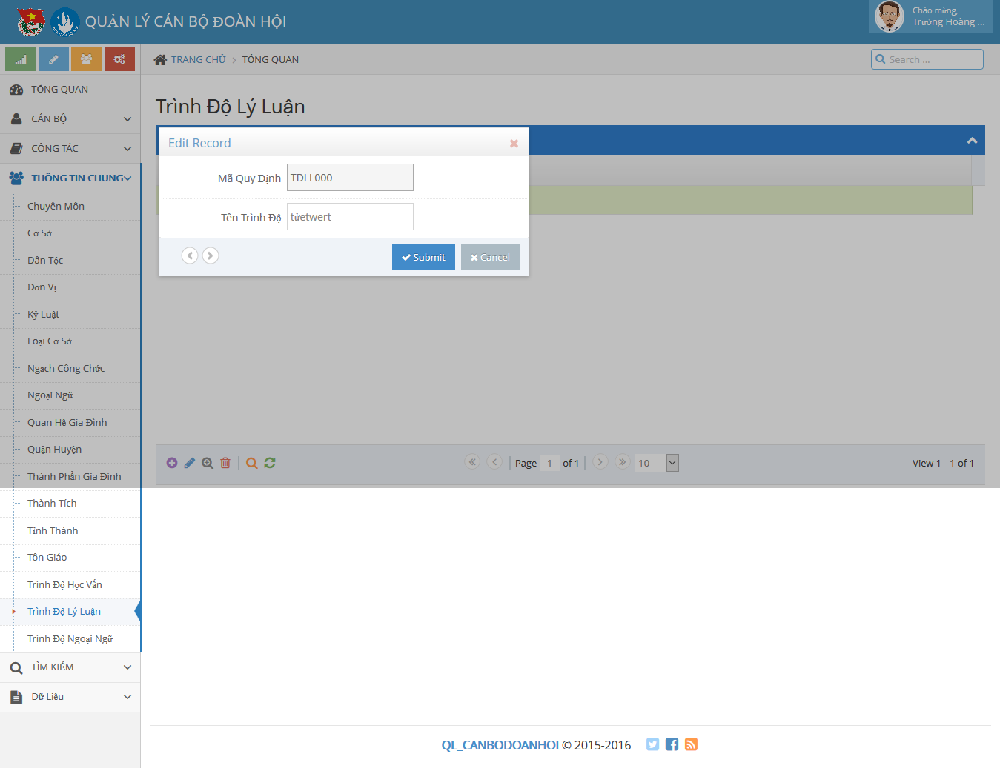 QUẢN LÝ CÁN BỘ ĐOÀN HỘI
Chào mừng,
Trường Hoàng ...
TRANG CHỦ > TỔNG QUAN
Search ...
TỔNG QUAN
CÁN BỘ
CÔNG TÁC
THÔNG TIN CHUNG
Chuyên Môn
Cơ Sở
Dân Tộc
Đơn Vị
Kỷ Luật
Loại Cơ Sở
Ngạch Công Chức
Ngoại Ngữ
Quan Hệ Gia Đình
Quận Huyện
Thành Phần Gia Đình
Thành Tích
Tỉnh Thành
Tôn Giáo
Trình Độ Học Vấn
Trình Độ Lý Luận
Trình Độ Ngoại Ngữ
TÌM KIẾM
Dữ Liệu
Trình Độ Lý Luận
Edit Record
Mã Quy Định TDLL000
Tên Trình Độ tửetwert
Submit Cancel
Page 1 of 1 10
View 1 - 1 of 1
QL_CANBODOANHOI © 2015-2016